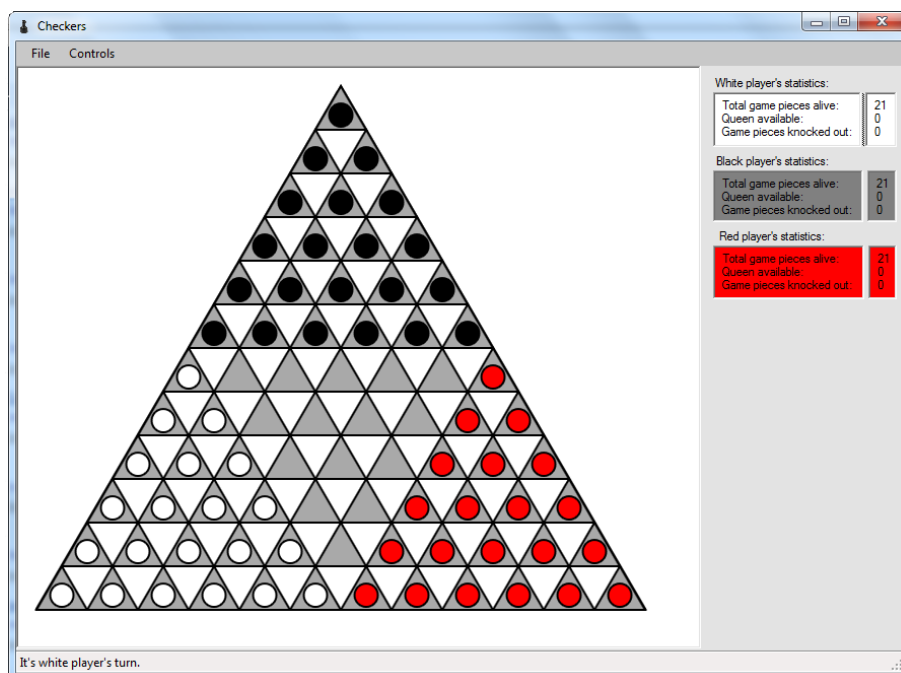 Checkers
File Controls
White player's statistics:
Total game pieces alive: 21
Queen available: 0
Game pieces knocked out: 0
Black player's statistics:
Total game pieces alive: 21
Queen available: 0
Game pieces knocked out: 0
Red player's statistics:
Total game pieces alive: 21
Queen available: 0
Game pieces knocked out: 0
It's white player's turn.